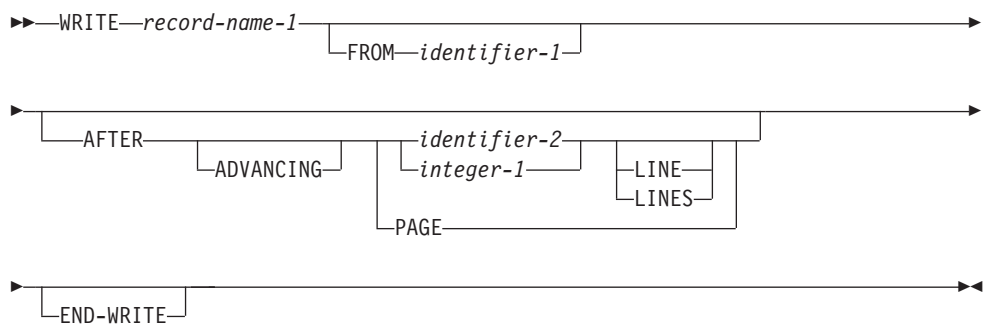 WRITE record-name-1
FROM identifier-1
AFTER identifier-2
ADVANCING integer-1 LINE
LINES
PAGE
END-WRITE